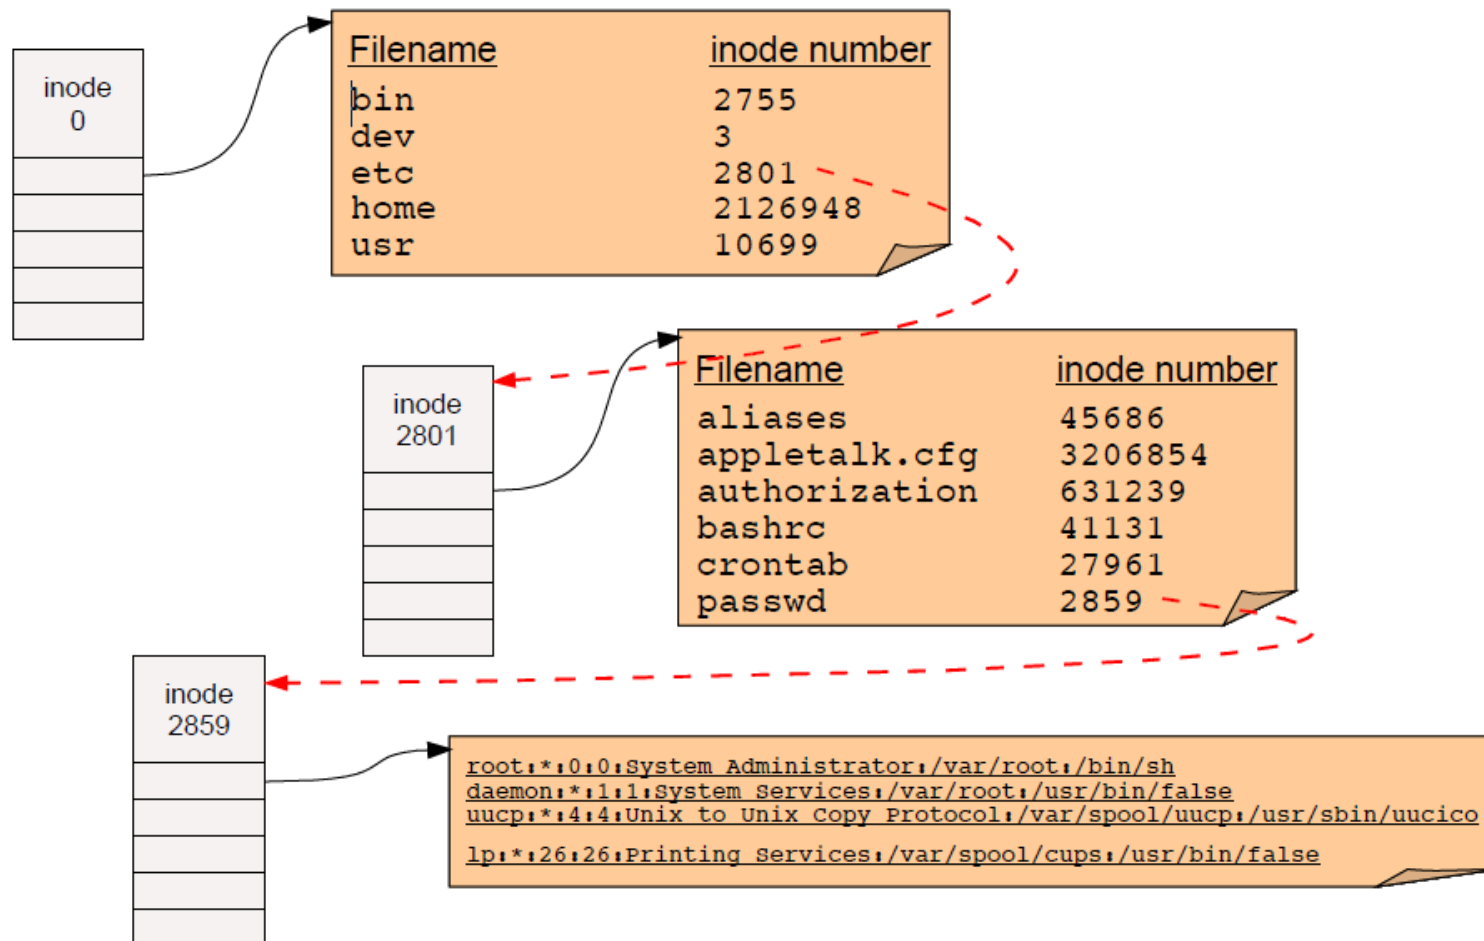 inode
0
Filename inode number
bin 2755
dev 3
etc 2801
home 2126948
usr 10699
inode
2801
Filename inode number
aliases 45686
appletalk.cfg 3206854
authorization 631239
bashrc 41131
crontab 27961
passwd 2859
inode
2859
root:*:0:0:System Administrator:/var/root:/bin/sh
daemon:*:1:1:System Services:/var/root:/usr/bin/false
uucp:*:4:4:Unix to Unix Copy Protocol:/var/spool/uucp:/usr/sbin/uucico
lp:*:26:26:Printing Services:/var/spool/cups:/usr/bin/false